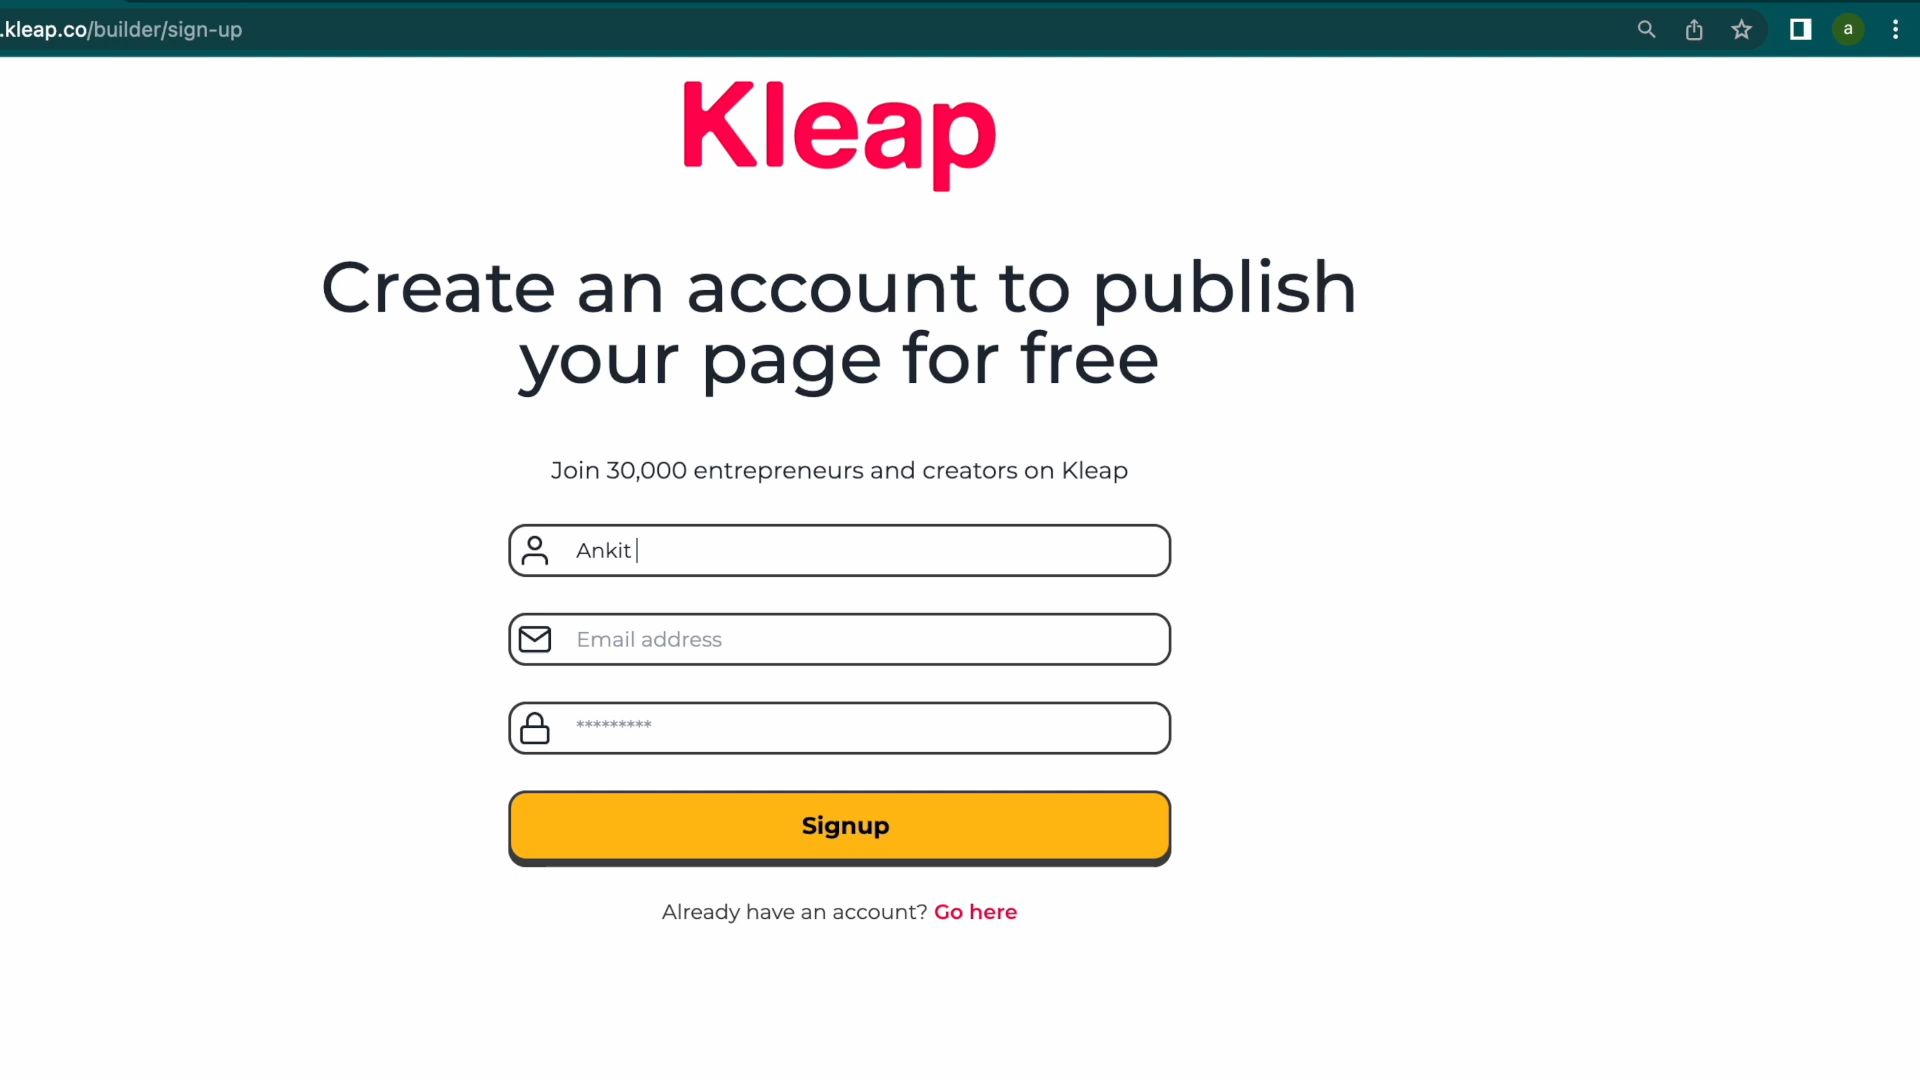 .kleap.co/builder/sign-up
a
Kleap
Create an account to publish
your page for free
Join 30,000 entrepreneurs and creators on Kleap
Ankit
Email address
*********
Signup
Already have an account? Go here